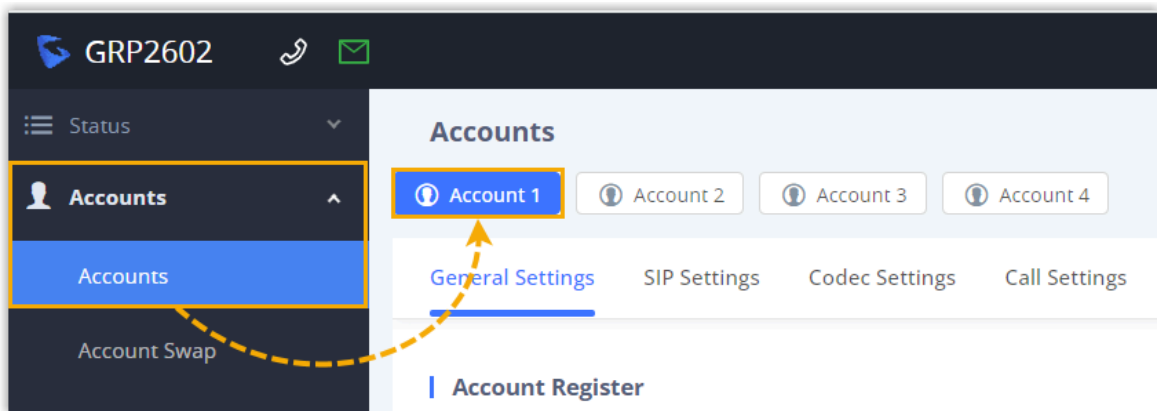 GRP2602
Status
Accounts
Accounts
Account Swap
Accounts
Account 1 Account 2 Account 3 Account 4
General Settings SIP Settings Codec Settings Call Settings
Account Register